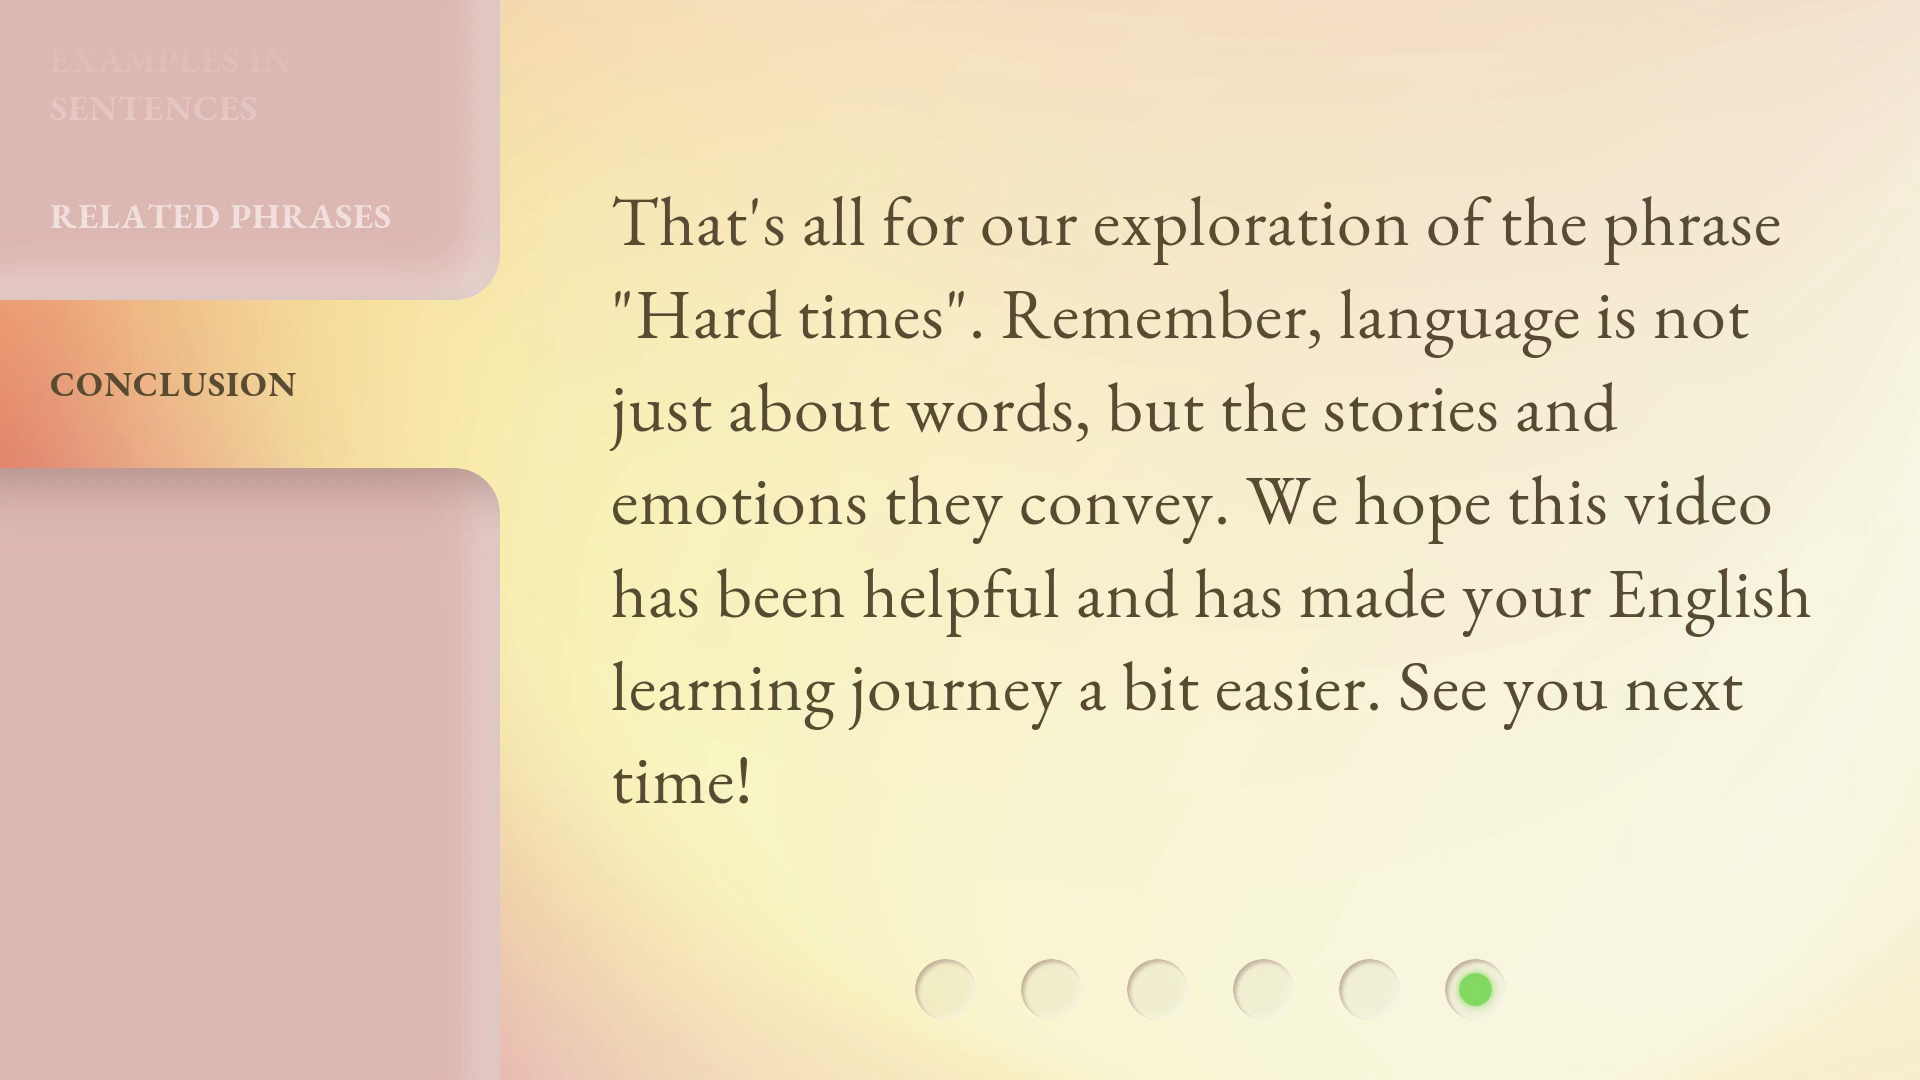 EXAMPLES IN
SENTENCES
RELATED PHRASES
CONCLUSION
That's all for our exploration of the phrase
"Hard times". Remember, language is not
just about words, but the stories and
emotions they convey. We hope this video
has been helpful and has made your English
learning journey a bit easier. See you next
time!